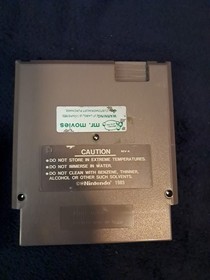 mr. movies
CAUTION
REV-A
•DO NOT STORE IN EXTREME TEMPERATURES.
•DO NOT IMMERSE IN WATER.
•DO NOT CLEAN WITH BENZENE, THINNER,
ALCOHOL OR OTHER SUCH SOLVENTS.
©Nintendo 1985